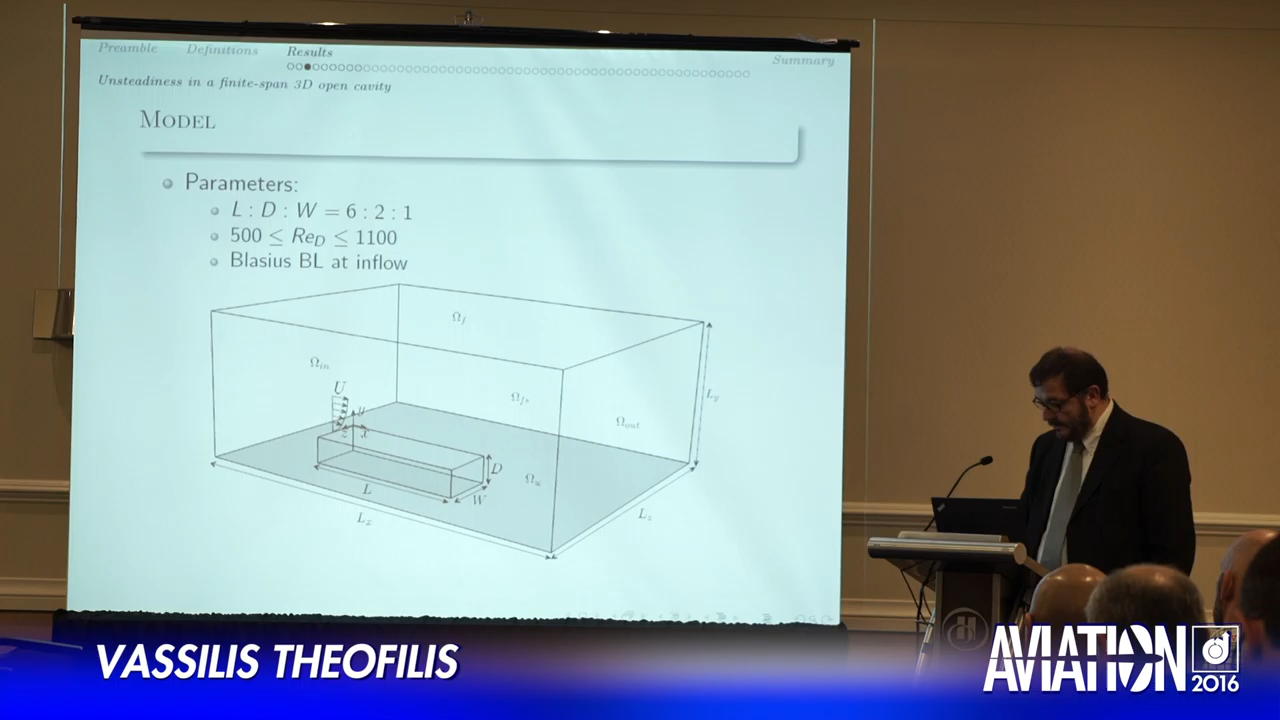 Preamble Definitions Results Summary
Unsteadiness in a finite-span 3D open cavity
MODEL
Parameters:
L : D : W = 6 : 2 : 1
500 ≤ Re_D ≤ 1100
Blasius BL at inflow
Ω_f
Ω_in
U
L_y
Ω_fs
y
Ω_out
z x
D
Ω_w
L
W
L_x
L_z
VASSILIS THEOFILIS
AVIATION
2016